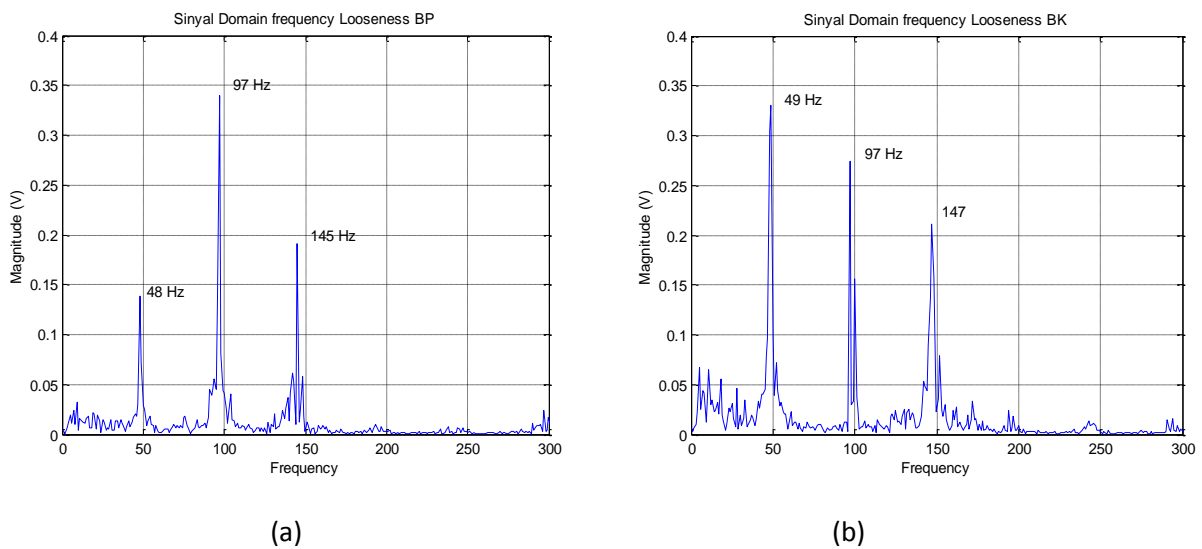 Sinyal Domain frequency Looseness BP
0.4
0.35
0.3
0.25
0.2
0.15
0.1
0.05
0
Magnitude (V)
97 Hz
145 Hz
48 Hz
0 50 100 150 200 250 300
Frequency
(a)
Sinyal Domain frequency Looseness BK
0.4
0.35
0.3
0.25
0.2
0.15
0.1
0.05
0
Magnitude (V)
49 Hz
97 Hz
147
0 50 100 150 200 250 300
Frequency
(b)